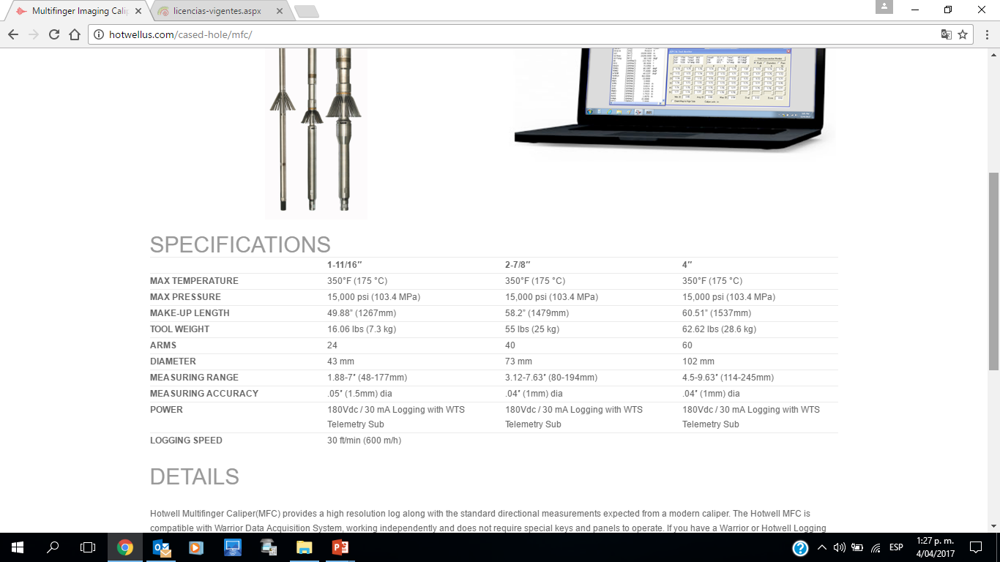 Multifinger Imaging Cali
licencias-vigentes.aspx
hotwellus.com/cased-hole/mfc/
SPECIFICATIONS
1-11/16″ 2-7/8″ 4″
MAX TEMPERATURE 350°F (175 °C) 350°F (175 °C) 350°F (175 °C)
MAX PRESSURE 15,000 psi (103.4 MPa) 15,000 psi (103.4 MPa) 15,000 psi (103.4 MPa)
MAKE-UP LENGTH 49.88” (1267mm) 58.2” (1479mm) 60.51” (1537mm)
TOOL WEIGHT 16.06 lbs (7.3 kg) 55 lbs (25 kg) 62.62 lbs (28.6 kg)
ARMS 24 40 60
DIAMETER 43 mm 73 mm 102 mm
MEASURING RANGE 1.88-7″ (48-177mm) 3.12-7.63″ (80-194mm) 4.5-9.63″ (114-245mm)
MEASURING ACCURACY .05″ (1.5mm) dia .04″ (1mm) dia .04″ (1mm) dia
POWER 180Vdc / 30 mA Logging with WTS 180Vdc / 30 mA Logging with WTS 180Vdc / 30 mA Logging with WTS
Telemetry Sub Telemetry Sub Telemetry Sub
LOGGING SPEED 30 ft/min (600 m/h)
DETAILS
Hotwell Multifinger Caliper(MFC) provides a high resolution log along with the standard directional measurements expected from a modern caliper. The Hotwell MFC is
compatible with Warrior Data Acquisition System, working independently and does not require special keys and panels to operate. If you have a Warrior or Hotwell Logging
ESP
1:27 p. m.
4/04/2017